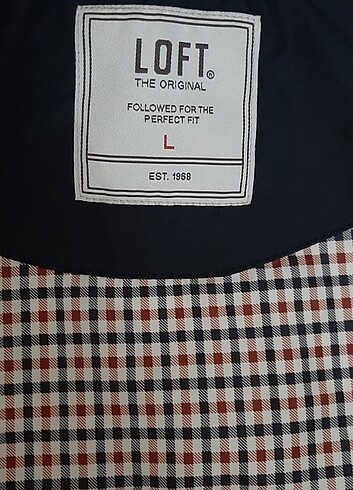 LOFT®
THE ORIGINAL
FOLLOWED FOR THE
PERFECT FIT
L
EST. 1968